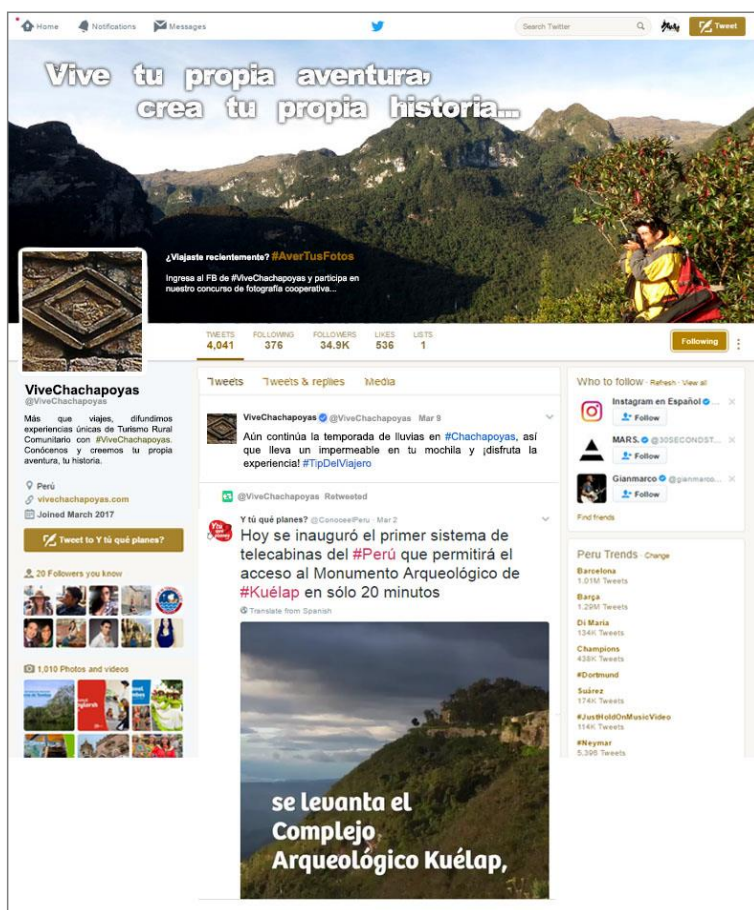 Home Notifications Messages Search Twitter Tweet
Vive tu propia aventura,
crea tu propia historia...
¿Viajaste recientemente? #AverTusFotos
Ingresa al FB de #ViveChachapoyas y participa en
nuestro concurso de fotografía cooperativa...
TWEETS FOLLOWING FOLLOWERS LIKES LISTS
4,041 376 34.9K 536 1
Following
ViveChachapoyas
@ViveChachapoyas
Más que viajes, difundimos
experiencias únicas de Turismo Rural
Comunitario con #ViveChachapoyas.
Conócenos y creemos tu propia
aventura, tu historia.
Perú
vivechachapoyas.com
Joined March 2017
Tweet to Y tú qué planes?
20 Followers you know
1,010 Photos and videos
Tweets Tweets & replies Media
ViveChachapoyas @ViveChachapoyas Mar 9
Aún continúa la temporada de lluvias en #Chachapoyas, así
que lleva un impermeable en tu mochila y ¡disfruta la
experiencia! #TipDelViajero
@ViveChachapoyas Retweeted
Y tú qué planes? @ConoceelPeru · Mar 2
Hoy se inauguró el primer sistema de
telecabinas del #Perú que permitirá el
acceso al Monumento Arqueológico de
#Kuélap en sólo 20 minutos
Translate from Spanish
se levanta el
Complejo
Arqueológico Kuélap,
Who to follow · Refresh · View all
Instagram en Español
Follow
MARS. @30SECONDST...
Follow
Gianmarco @gianmarco...
Follow
Find friends
Peru Trends · Change
Barcelona
1.01M Tweets
Barça
1.29M Tweets
Di Maria
134K Tweets
Champions
438K Tweets
#Dortmund
Suárez
174K Tweets
#JustHoldOnMusicVideo
114K Tweets
#Neymar
5,396 Tweets